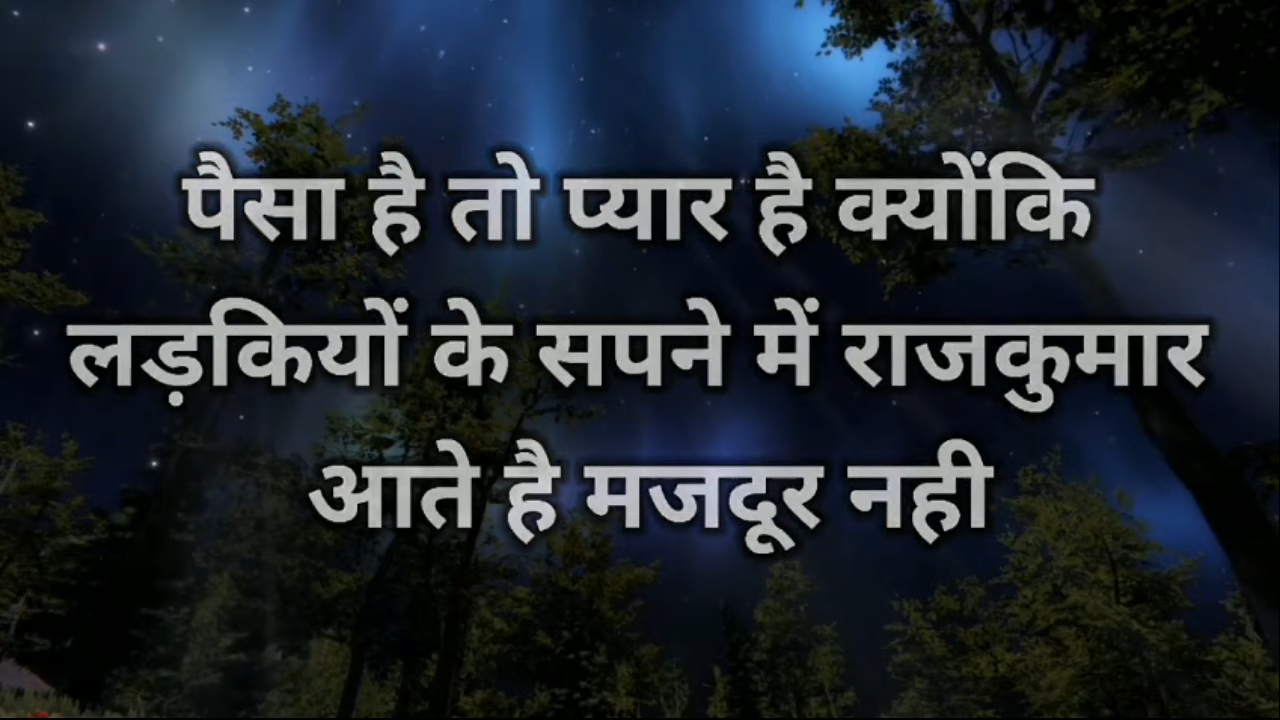 पैसा है तो प्यार है क्योंकि
लड़कियों के सपने में राजकुमार
आते है मजदूर नही